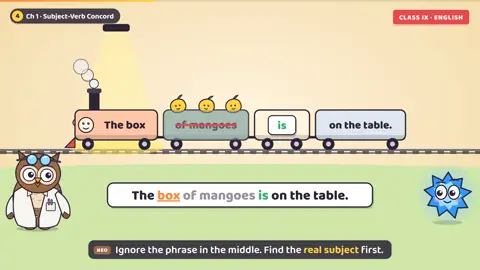 4 Ch 1 · Subject-Verb Concord
CLASS IX · ENGLISH
The box of mangoes is on the table.
The box of mangoes is on the table.
NEO Ignore the phrase in the middle. Find the real subject first.